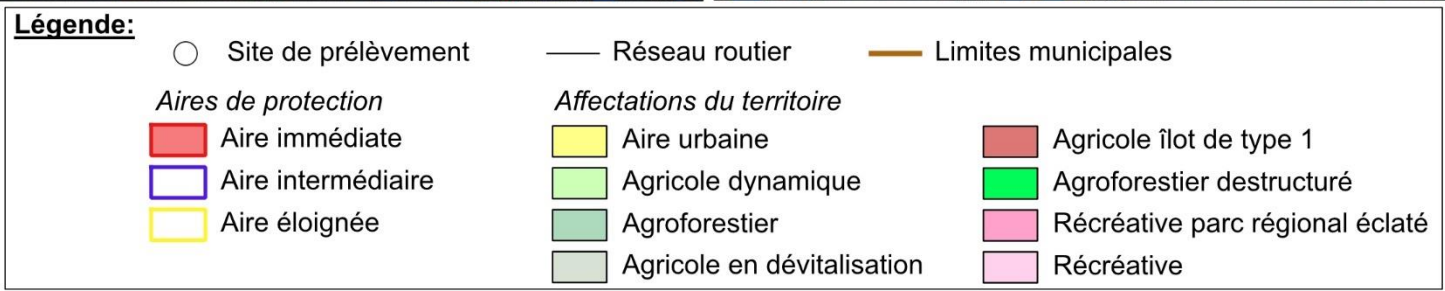 Légende:
Site de prélèvement Réseau routier Limites municipales
Aires de protection Affectations du territoire
Aire immédiate Aire urbaine Agricole îlot de type 1
Aire intermédiaire Agricole dynamique Agroforestier destructuré
Aire éloignée Agroforestier Récréative parc régional éclaté
Agricole en dévitalisation Récréative